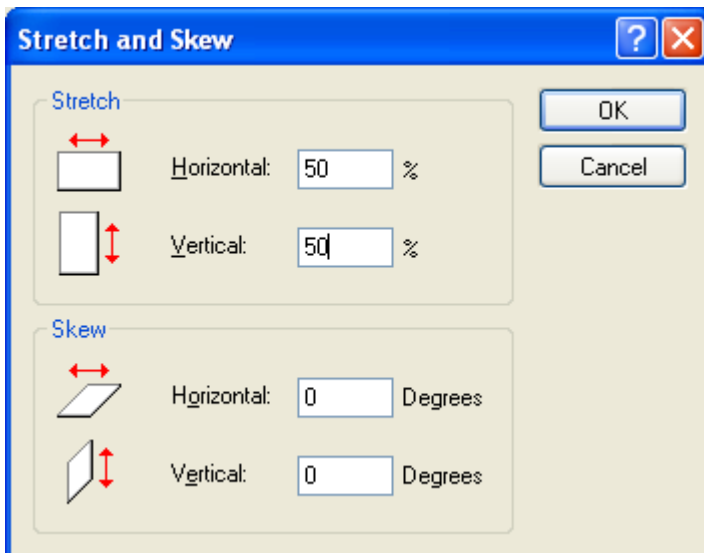 Stretch and Skew
Stretch
Horizontal: 50 %
Vertical: 50 %
OK
Cancel
Skew
Horizontal: 0 Degrees
Vertical: 0 Degrees